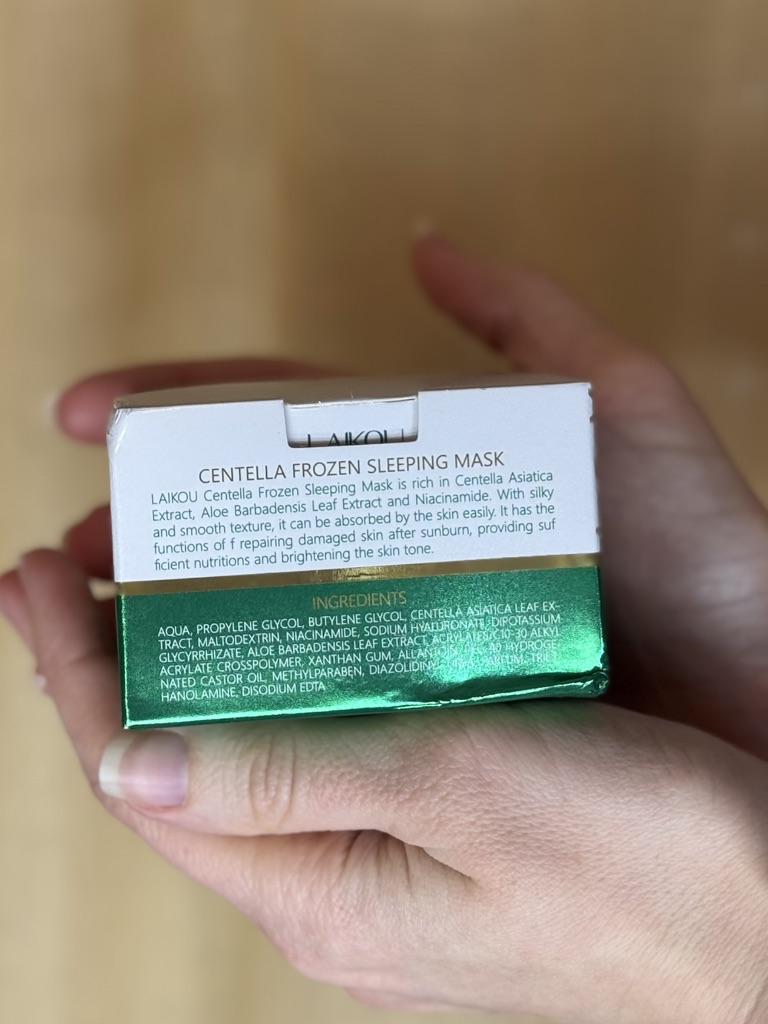 LAIKOU
CENTELLA FROZEN SLEEPING MASK
LAIKOU Centella Frozen Sleeping Mask is rich in Centella Asiatica
Extract, Aloe Barbadensis Leaf Extract and Niacinamide. With silky
and smooth texture, it can be absorbed by the skin easily. It has the
functions of f repairing damaged skin after sunburn, providing suf
ficient nutritions and brightening the skin tone.
INGREDIENTS
AQUA, PROPYLENE GLYCOL, BUTYLENE GLYCOL, CENTELLA ASIATICA LEAF EX-
TRACT, MALTODEXTRIN, NIACINAMIDE, SODIUM HYALURONATE, DIPOTASSIUM
GLYCYRRHIZATE, ALOE BARBADENSIS LEAF EXTRACT, ACRYLATES/C10-30 ALKYL
ACRYLATE CROSSPOLYMER, XANTHAN GUM, ALLANTOIN, 40 HYDROGE-
NATED CASTOR OIL, METHYLPARABEN, DIAZOLIDINYL PARFUM, TRIET
HANOLAMINE, DISODIUM EDTA